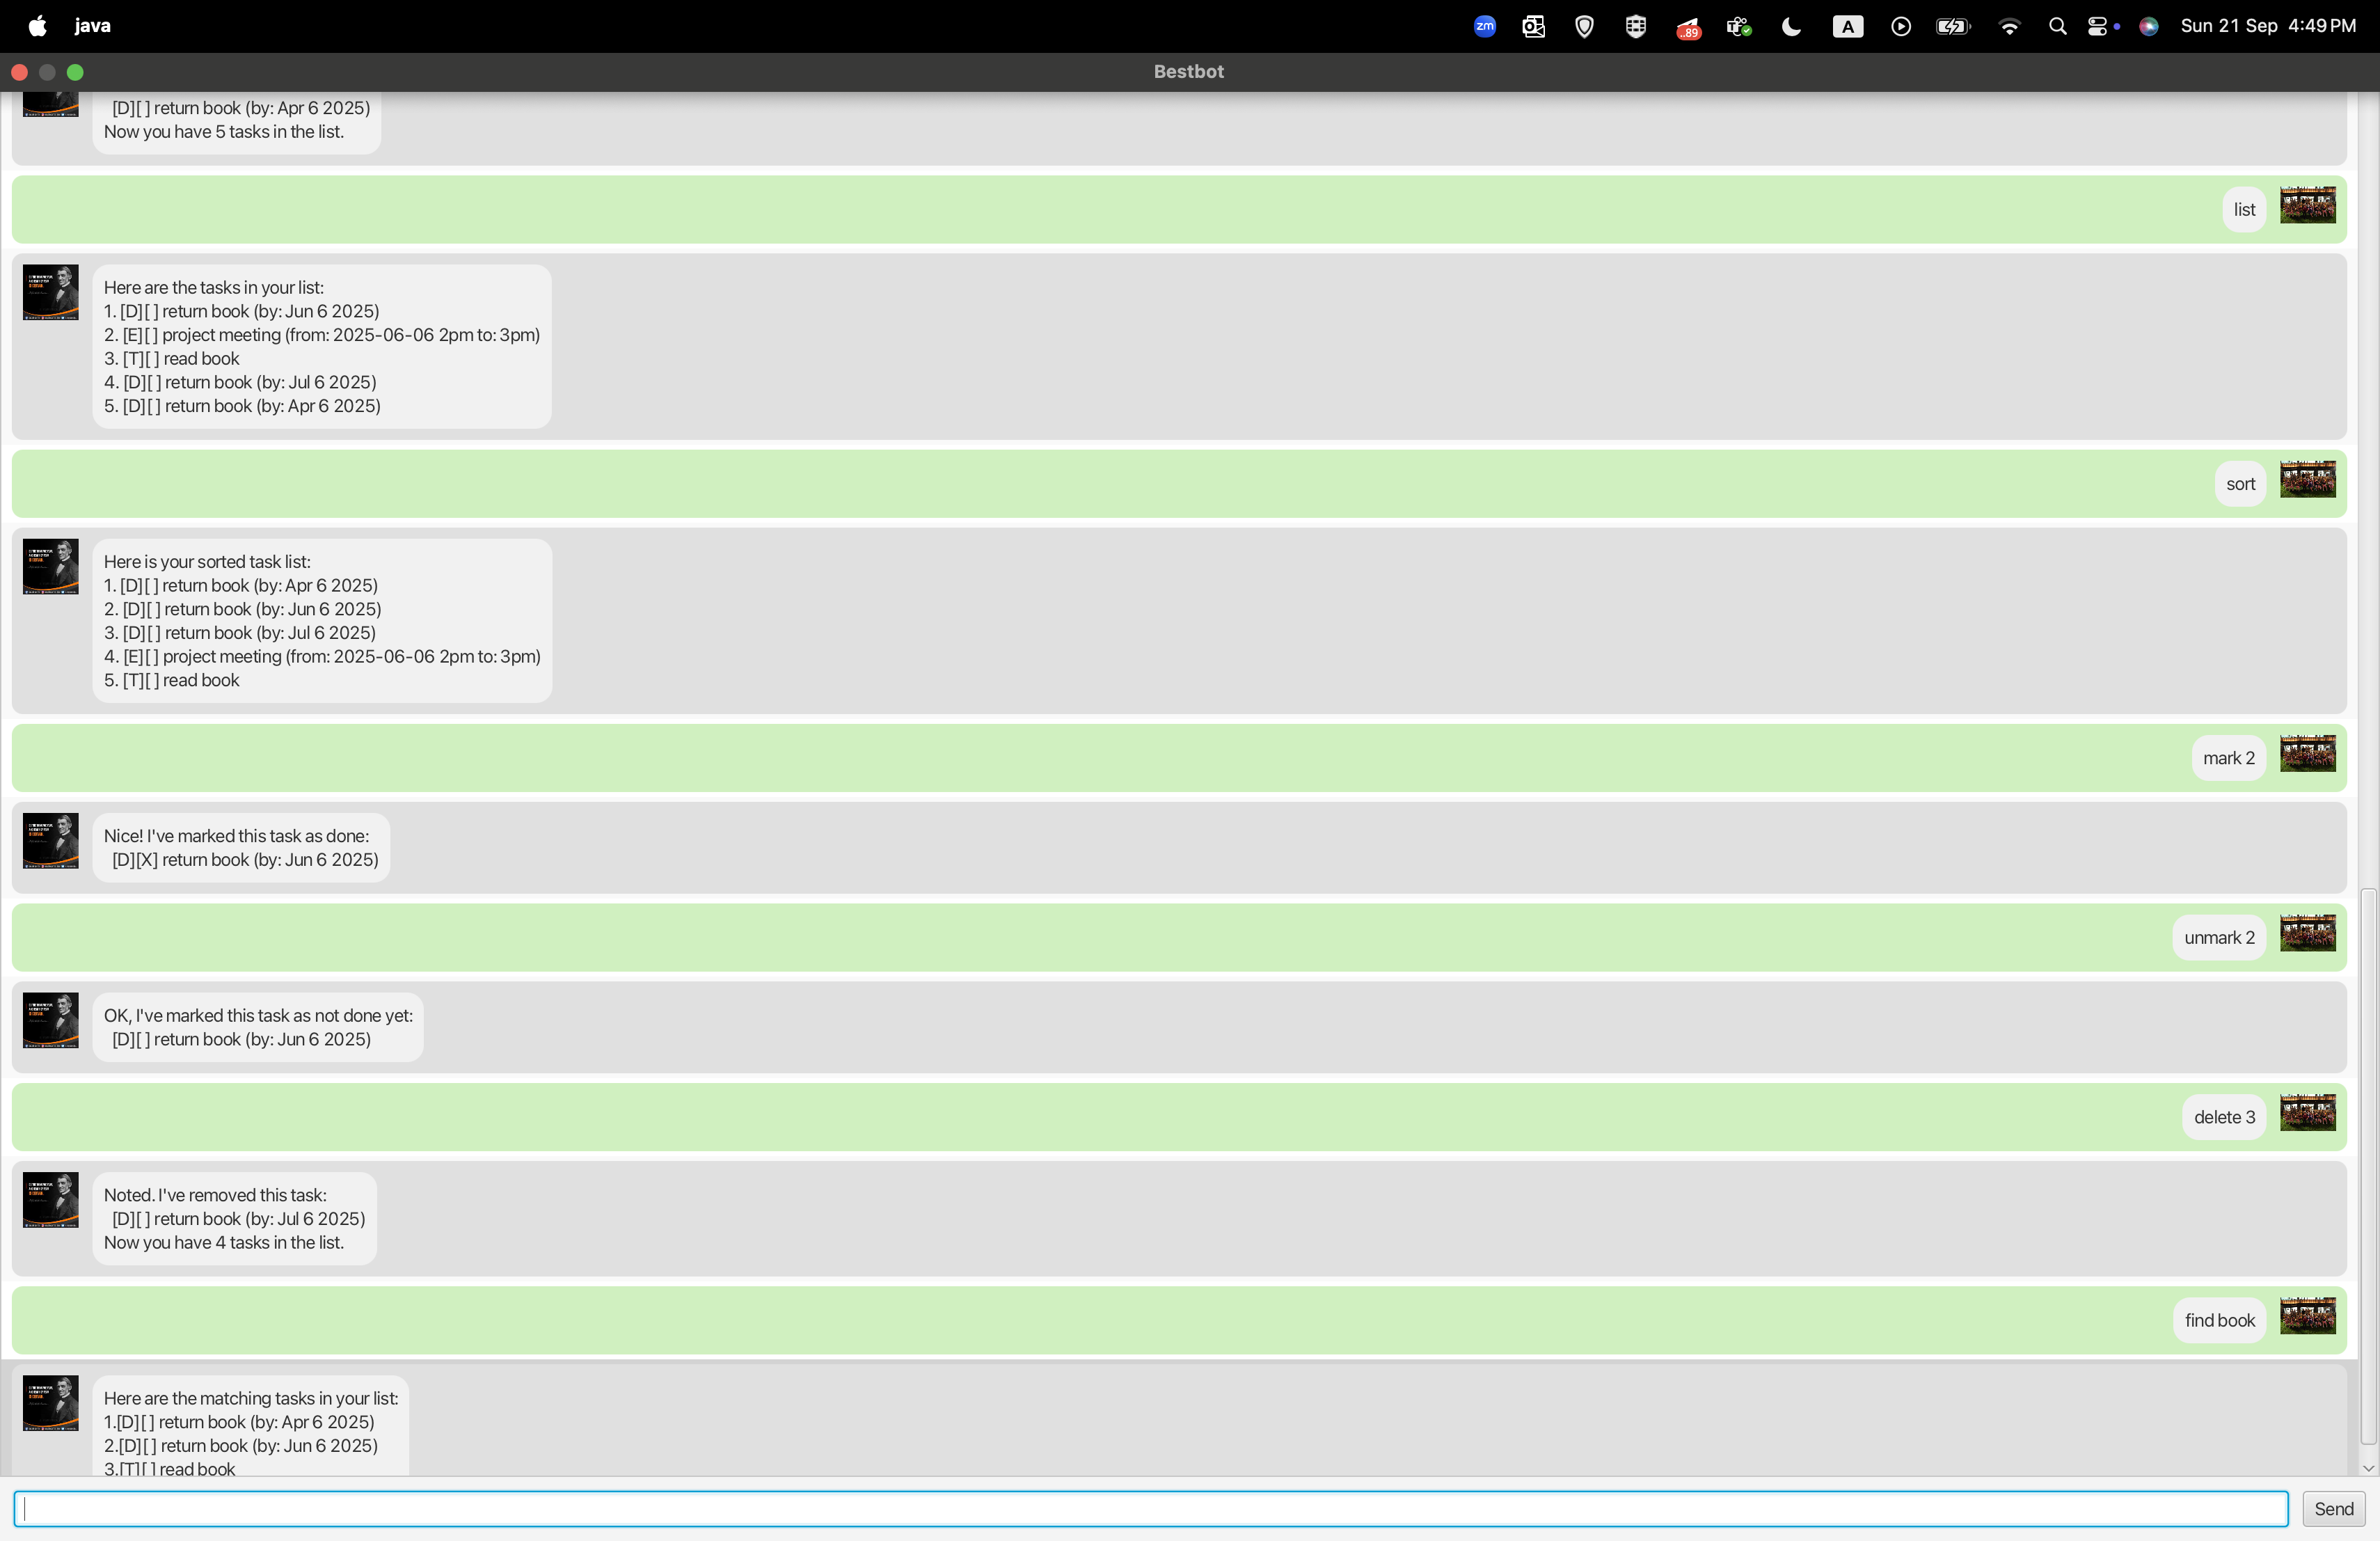 java
zm
..89
A
Sun 21 Sep 4:49 PM
Bestbot
[D][ ] return book (by: Apr 6 2025)
Now you have 5 tasks in the list.
list
Here are the tasks in your list:
1. [D][ ] return book (by: Jun 6 2025)
2. [E][ ] project meeting (from: 2025-06-06 2pm to: 3pm)
3. [T][ ] read book
4. [D][ ] return book (by: Jul 6 2025)
5. [D][ ] return book (by: Apr 6 2025)
sort
Here is your sorted task list:
1. [D][ ] return book (by: Apr 6 2025)
2. [D][ ] return book (by: Jun 6 2025)
3. [D][ ] return book (by: Jul 6 2025)
4. [E][ ] project meeting (from: 2025-06-06 2pm to: 3pm)
5. [T][ ] read book
mark 2
Nice! I've marked this task as done:
[D][X] return book (by: Jun 6 2025)
unmark 2
OK, I've marked this task as not done yet:
[D][ ] return book (by: Jun 6 2025)
delete 3
Noted. I've removed this task:
[D][ ] return book (by: Jul 6 2025)
Now you have 4 tasks in the list.
find book
Here are the matching tasks in your list:
1.[D][ ] return book (by: Apr 6 2025)
2.[D][ ] return book (by: Jun 6 2025)
3.[T][ ] read book
Send